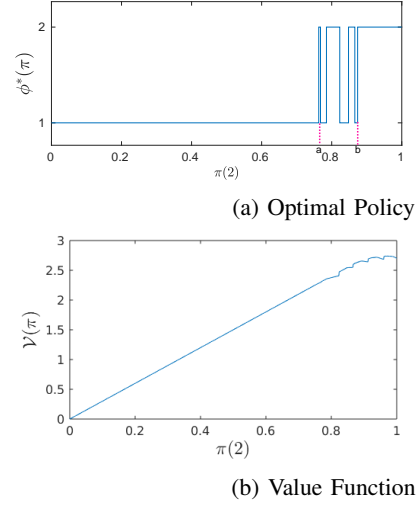 2
ϕ*(π)
1
0 0.2 0.4 0.6 0.8 1
a b
π(2)
(a) Optimal Policy
3
2.5
2
1.5
1
0.5
0
𝒱(π)
0 0.2 0.4 0.6 0.8 1
π(2)
(b) Value Function